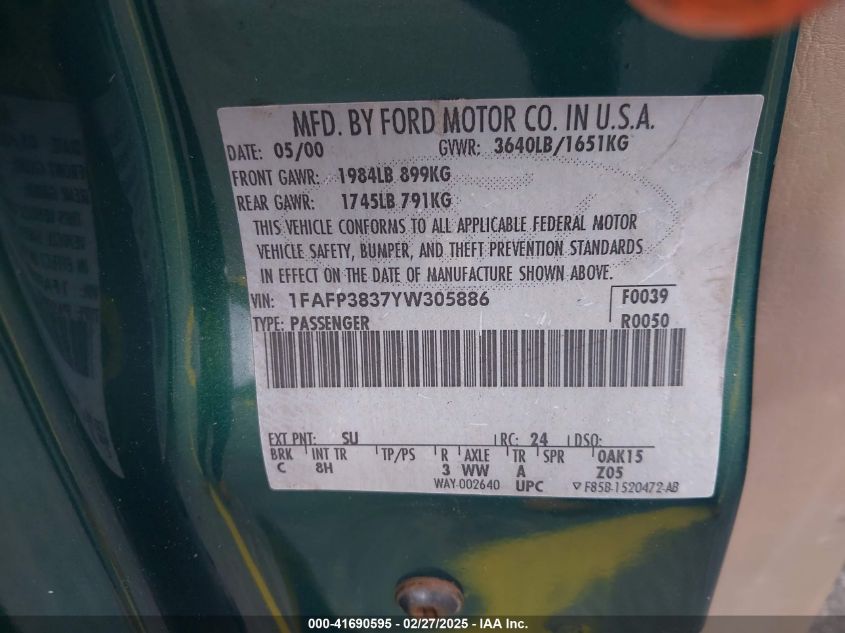 MFD. BY FORD MOTOR CO. IN U.S.A.
DATE: 05/00 GVWR: 3640LB/1651KG
FRONT GAWR: 1984LB 899KG
REAR GAWR: 1745LB 791KG
THIS VEHICLE CONFORMS TO ALL APPLICABLE FEDERAL MOTOR
VEHICLE SAFETY, BUMPER, AND THEFT PREVENTION STANDARDS
IN EFFECT ON THE DATE OF MANUFACTURE SHOWN ABOVE.
VIN: 1FAFP3837YW305886 F0039
TYPE: PASSENGER R0050
EXT PNT: SU RC: 24 DSO:
BRK INT TR TP/PS R AXLE TR SPR 0AK15
C 8H 3 WW A Z05
WAY-002640 UPC ▽ F85B-1520472-AB
000-41690595 - 02/27/2025 - IAA Inc.